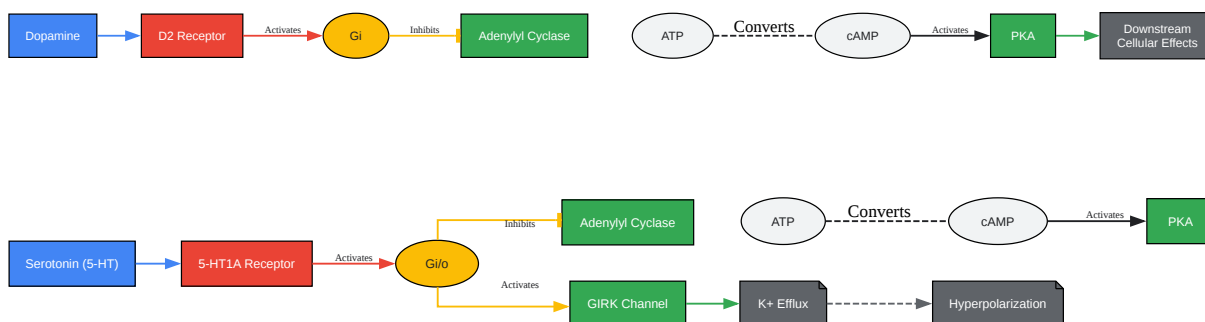 Dopamine
D2 Receptor
Activates
Gi
Inhibits
Adenylyl Cyclase
ATP
Converts
cAMP
Activates
PKA
Downstream
Cellular Effects
Serotonin (5-HT)
5-HT1A Receptor
Activates
Gi/o
Inhibits
Adenylyl Cyclase
ATP
Converts
cAMP
Activates
PKA
Activates
GIRK Channel
K+ Efflux
Hyperpolarization